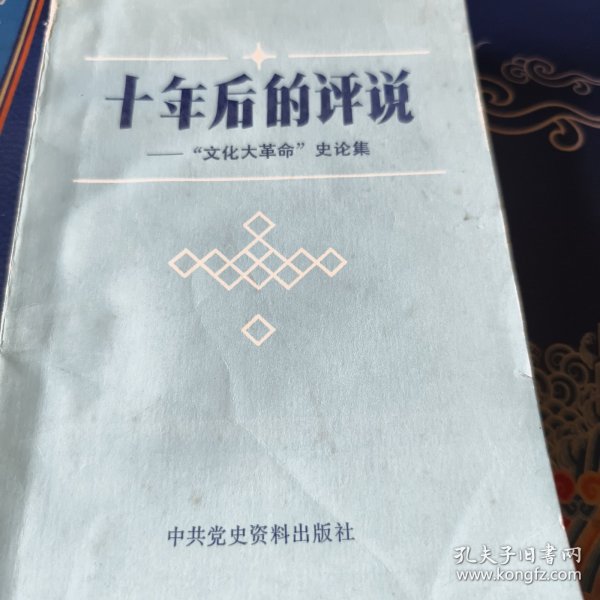 十年后的评说
——“文化大革命”史论集
中共党史资料出版社
孔夫子旧书网
www.kongfz.com